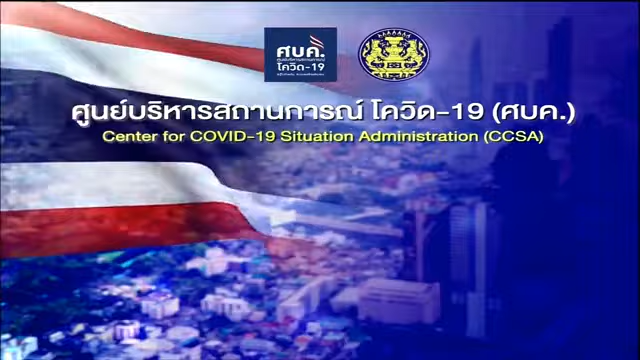 ศบค.
โควิด-19
ศูนย์บริหารสถานการณ์ โควิด-19 (ศบค.)
Center for COVID-19 Situation Administration (CCSA)